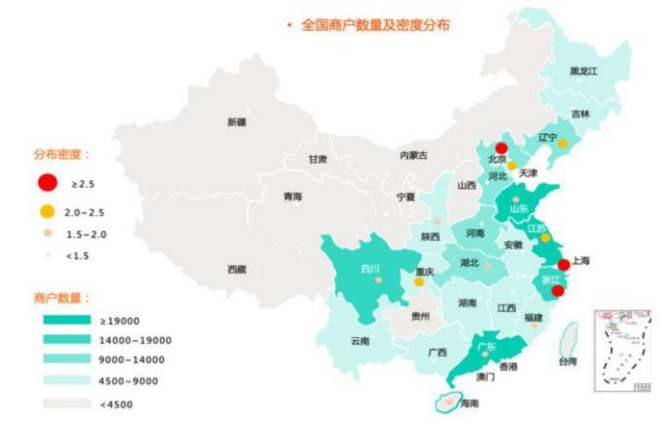 • 全国商户数量及密度分布
黑龙江
吉林
辽宁
新疆
内蒙古
北京
天津
河北
甘肃
山西
宁夏
青海
山东
陕西
河南
江苏
安徽
上海
西藏
四川
重庆
湖北
浙江
湖南
江西
贵州
福建
云南
广西
广东
台湾
香港
澳门
海南
分布密度：
≥2.5
2.0~2.5
1.5~2.0
<1.5
商户数量：
≥19000
14000~19000
9000~14000
4500~9000
<4500